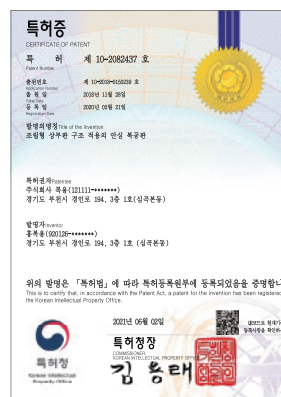 특허증
CERTIFICATE OF PATENT
특 허 제 10-2082437 호
Patent Number
출원번호 제 10-2018-0150239 호
Application Number
출 원 일 2018년 11월 28일
Filing Date
등 록 일 2020년 02월 21일
Registration Date
발명의명칭 Title of the Invention
조립형 상부판 구조 적용의 안심 복공판
특허권자 Patentee
주식회사 폭융(121111-*******)
경기도 부천시 경인로 194, 3층 1호(심곡본동)
발명자 Inventor
홍복융(920126-*******)
경기도 부천시 경인로 194, 3층 1호 (심곡본동)
위의 발명은 「특허법」에 따라 특허등록원부에 등록되었음을 증명합니
This is to certify that, in accordance with the Patent Act, a patent for the invention has been registered
the Korean Intellectual Property Office.
2021년 06월 02일
특허청
Korean Intellectual
Property Office
특허청장
COMMISSIONER,
KOREAN INTELLECTUAL PROPERTY OFFICE
김용래